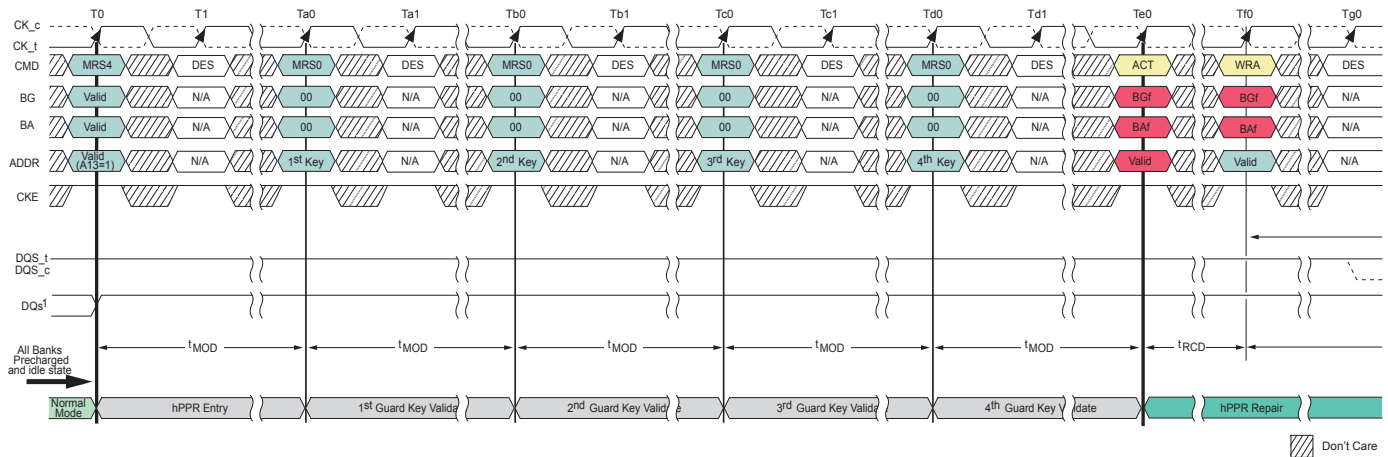 T0 T1 Ta0 Ta1 Tb0 Tb1 Tc0 Tc1 Td0 Td1 Te0 Tf0 Tg0
CK_c
CK_t
CMD MRS4 DES MRS0 DES MRS0 DES MRS0 DES MRS0 DES ACT WRA DES
BG Valid N/A 00 N/A 00 N/A 00 N/A 00 N/A BGf BGf N/A
BA Valid N/A 00 N/A 00 N/A 00 N/A 00 N/A BAf BAf N/A
ADDR Valid (A13=1) N/A 1st Key N/A 2nd Key N/A 3rd Key N/A 4th Key N/A Valid Valid N/A
CKE
DQS_t
DQS_c
DQs1
tMOD tMOD tMOD tMOD tMOD tRCD
All Banks
Precharged
and idle state
Normal Mode hPPR Entry 1st Guard Key Valida 2nd Guard Key Valid e 3rd Guard Key Validate 4th Guard Key V idate hPPR Repair
Don't Care